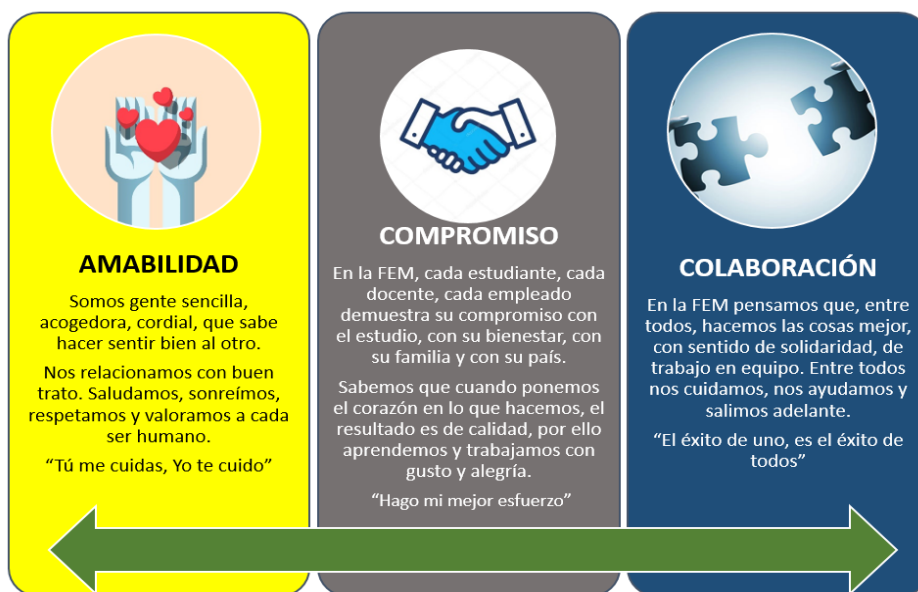 AMABILIDAD
Somos gente sencilla,
acogedora, cordial, que sabe
hacer sentir bien al otro.
Nos relacionamos con buen
trato. Saludamos, sonreímos,
respetamos y valoramos a cada
ser humano.
“Tú me cuidas, Yo te cuido”
COMPROMISO
En la FEM, cada estudiante, cada
docente, cada empleado
demuestra su compromiso con
el estudio, con su bienestar, con
su familia y con su país.
Sabemos que cuando ponemos
el corazón en lo que hacemos, el
resultado es de calidad, por ello
aprendemos y trabajamos con
gusto y alegría.
“Hago mi mejor esfuerzo”
COLABORACIÓN
En la FEM pensamos que, entre
todos, hacemos las cosas mejor,
con sentido de solidaridad, de
trabajo en equipo. Entre todos
nos cuidamos, nos ayudamos y
salimos adelante.
“El éxito de uno, es el éxito de
todos”